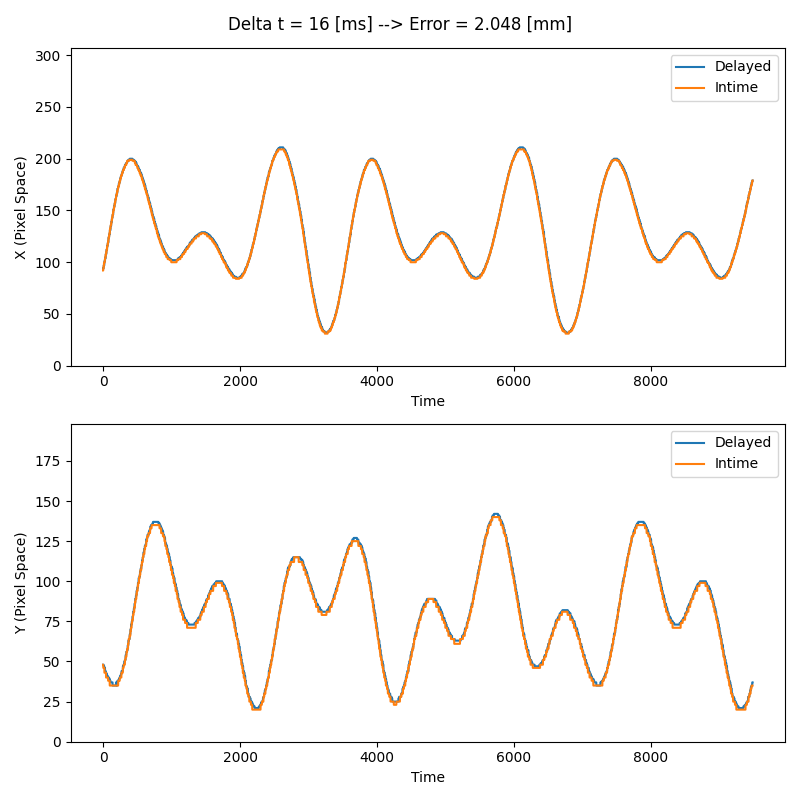 Delta t = 16 [ms] --> Error = 2.048 [mm]
300
250
200
150
100
50
0
X (Pixel Space)
Delayed
Intime
0 2000 4000 6000 8000
Time
175
150
125
100
75
50
25
0
Y (Pixel Space)
Delayed
Intime
0 2000 4000 6000 8000
Time